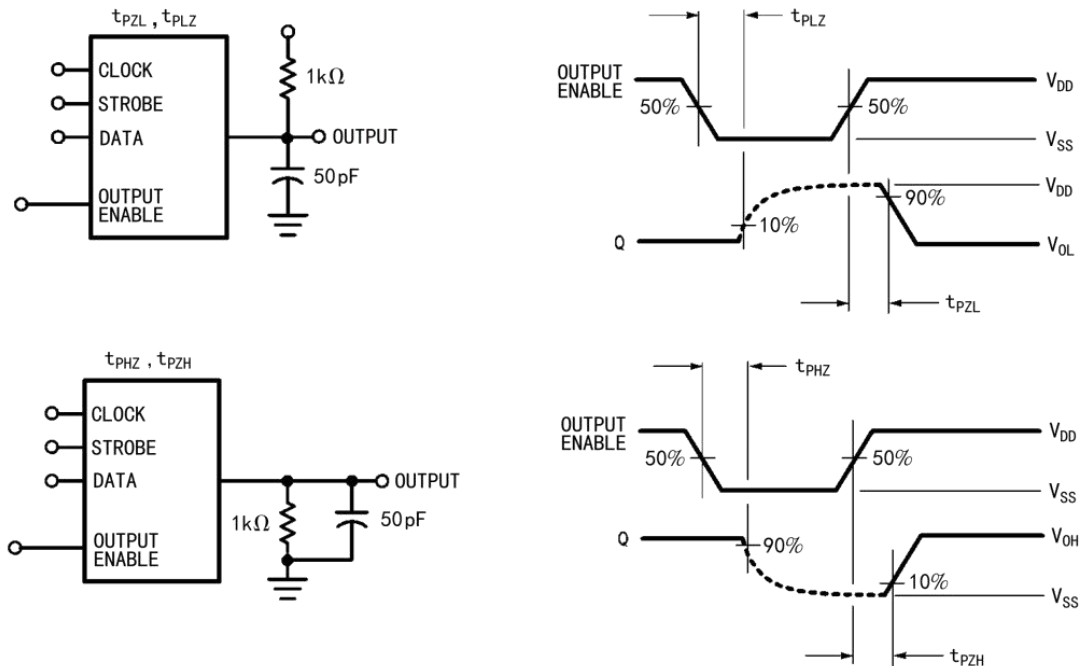 tPZL, tPLZ
CLOCK
STROBE
DATA
OUTPUT
ENABLE
1kΩ
OUTPUT
50pF
tPLZ
OUTPUT
ENABLE
50%
50%
VDD
VSS
VDD
90%
10%
Q
VOL
tPZL
tPHZ, tPZH
CLOCK
STROBE
DATA
OUTPUT
ENABLE
OUTPUT
1kΩ
50pF
tPHZ
OUTPUT
ENABLE
50%
50%
VDD
VSS
Q
90%
VOH
10%
VSS
tPZH